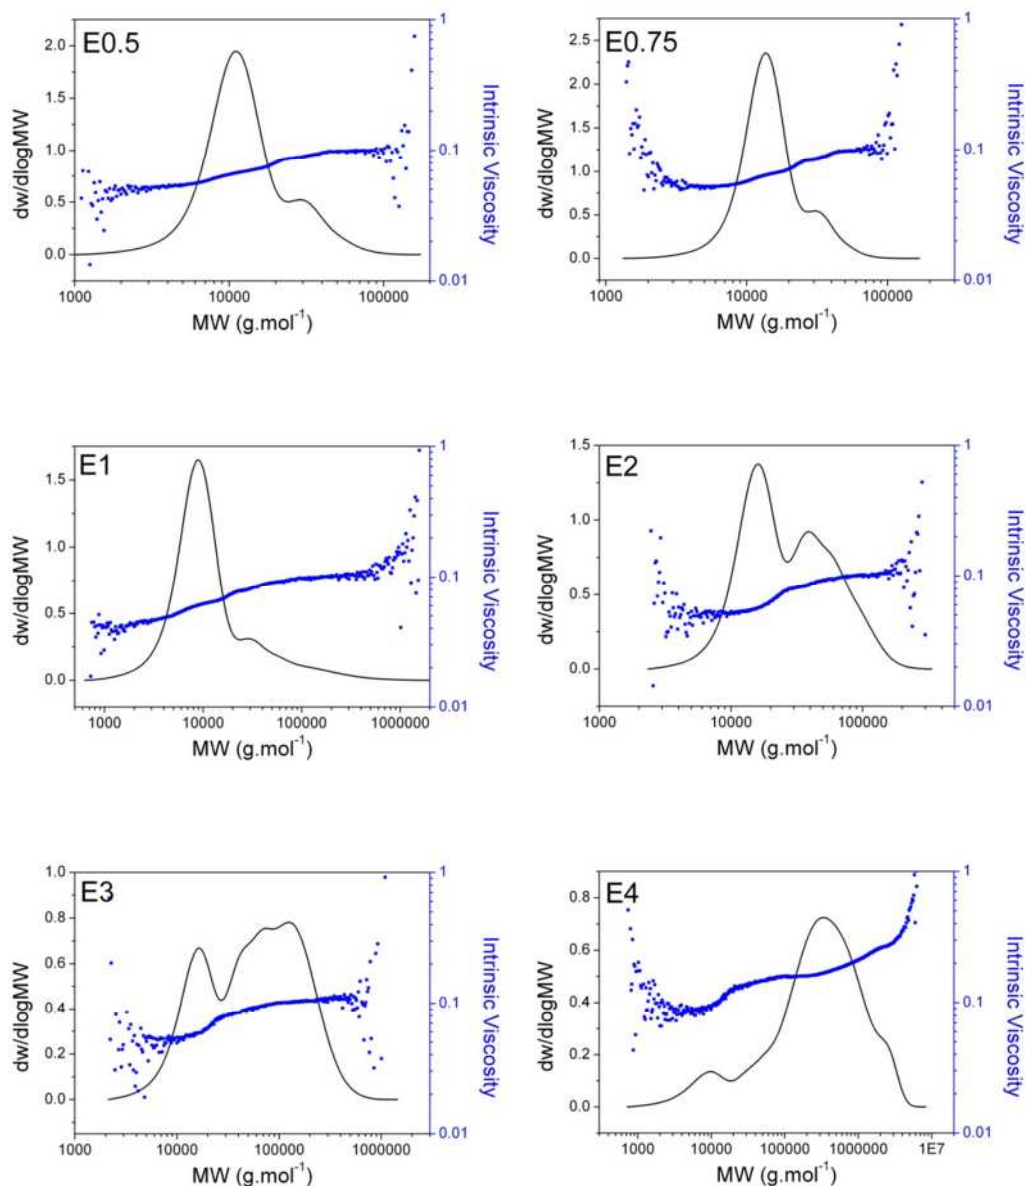 E0.5
2.0
1.5
1.0
0.5
0.0
dw/dlogMW
1
0.1
0.01
Intrinsic Viscosity
1000 10000 100000
MW (g.mol⁻¹)
E0.75
2.5
2.0
1.5
1.0
0.5
0.0
dw/dlogMW
1
0.1
0.01
Intrinsic Viscosity
1000 10000 100000
MW (g.mol⁻¹)
E1
1.5
1.0
0.5
0.0
dw/dlogMW
1
0.1
0.01
Intrinsic Viscosity
1000 10000 100000 1000000
MW (g.mol⁻¹)
E2
1.5
1.0
0.5
0.0
dw/dlogMW
1
0.1
0.01
Intrinsic Viscosity
1000 10000 100000
MW (g.mol⁻¹)
E3
1.0
0.8
0.6
0.4
0.2
0.0
dw/dlogMW
1
0.1
0.01
Intrinsic Viscosity
1000 10000 100000 1000000
MW (g.mol⁻¹)
E4
0.8
0.6
0.4
0.2
0.0
dw/dlogMW
1
0.1
0.01
Intrinsic Viscosity
1000 10000 100000 1000000 1E7
MW (g.mol⁻¹)